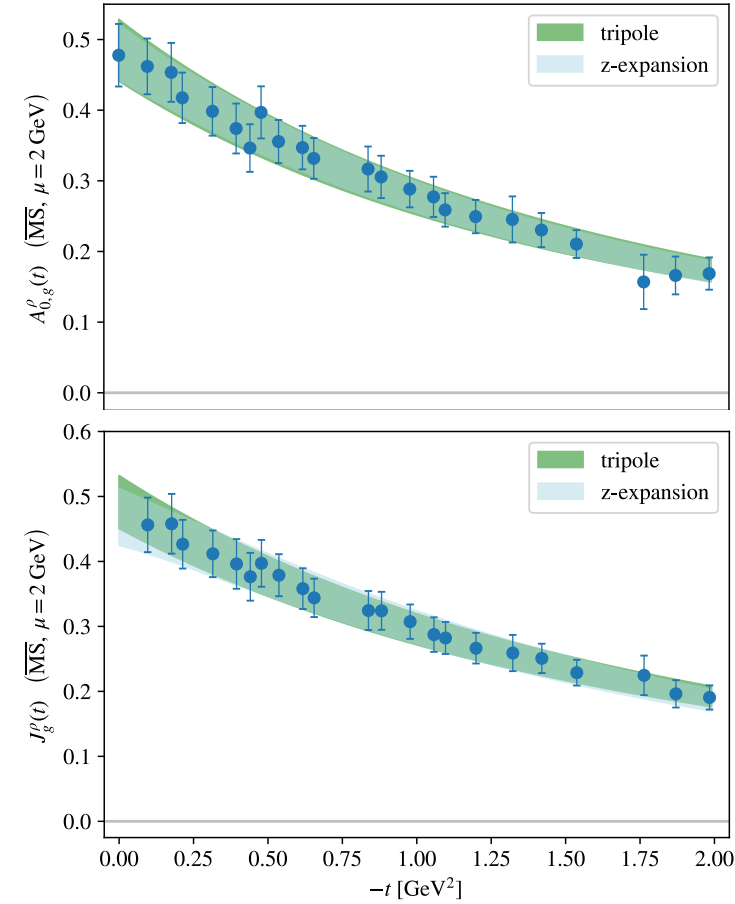 0.5
0.4
0.3
0.2
0.1
0.0
A^ρ_{0,g}(t) (\overline{MS}, μ = 2 GeV)
tripole
z-expansion
0.6
0.5
0.4
0.3
0.2
0.1
0.0
J^ρ_g(t) (\overline{MS}, μ = 2 GeV)
tripole
z-expansion
0.00 0.25 0.50 0.75 1.00 1.25 1.50 1.75 2.00
−t [GeV²]